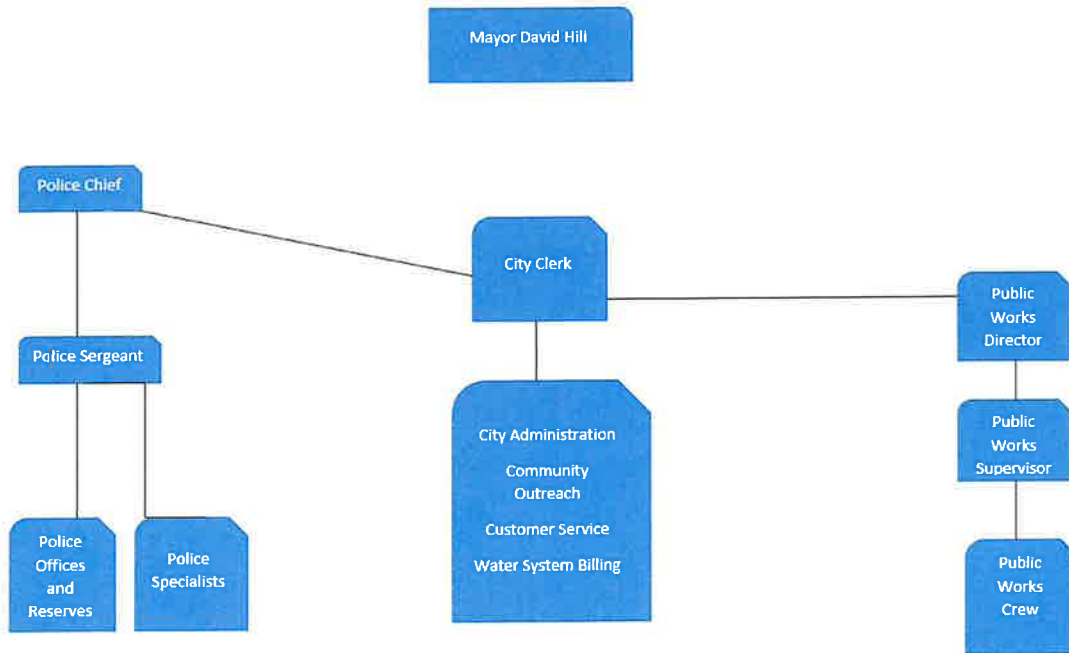 Mayor David Hill
Police Chief
City Clerk
Public
Works
Director
Police Sergeant
City Administration
Community
Outreach
Customer Service
Water System Billing
Public
Works
Supervisor
Police
Offices
and
Reserves
Police
Specialists
Public
Works
Crew